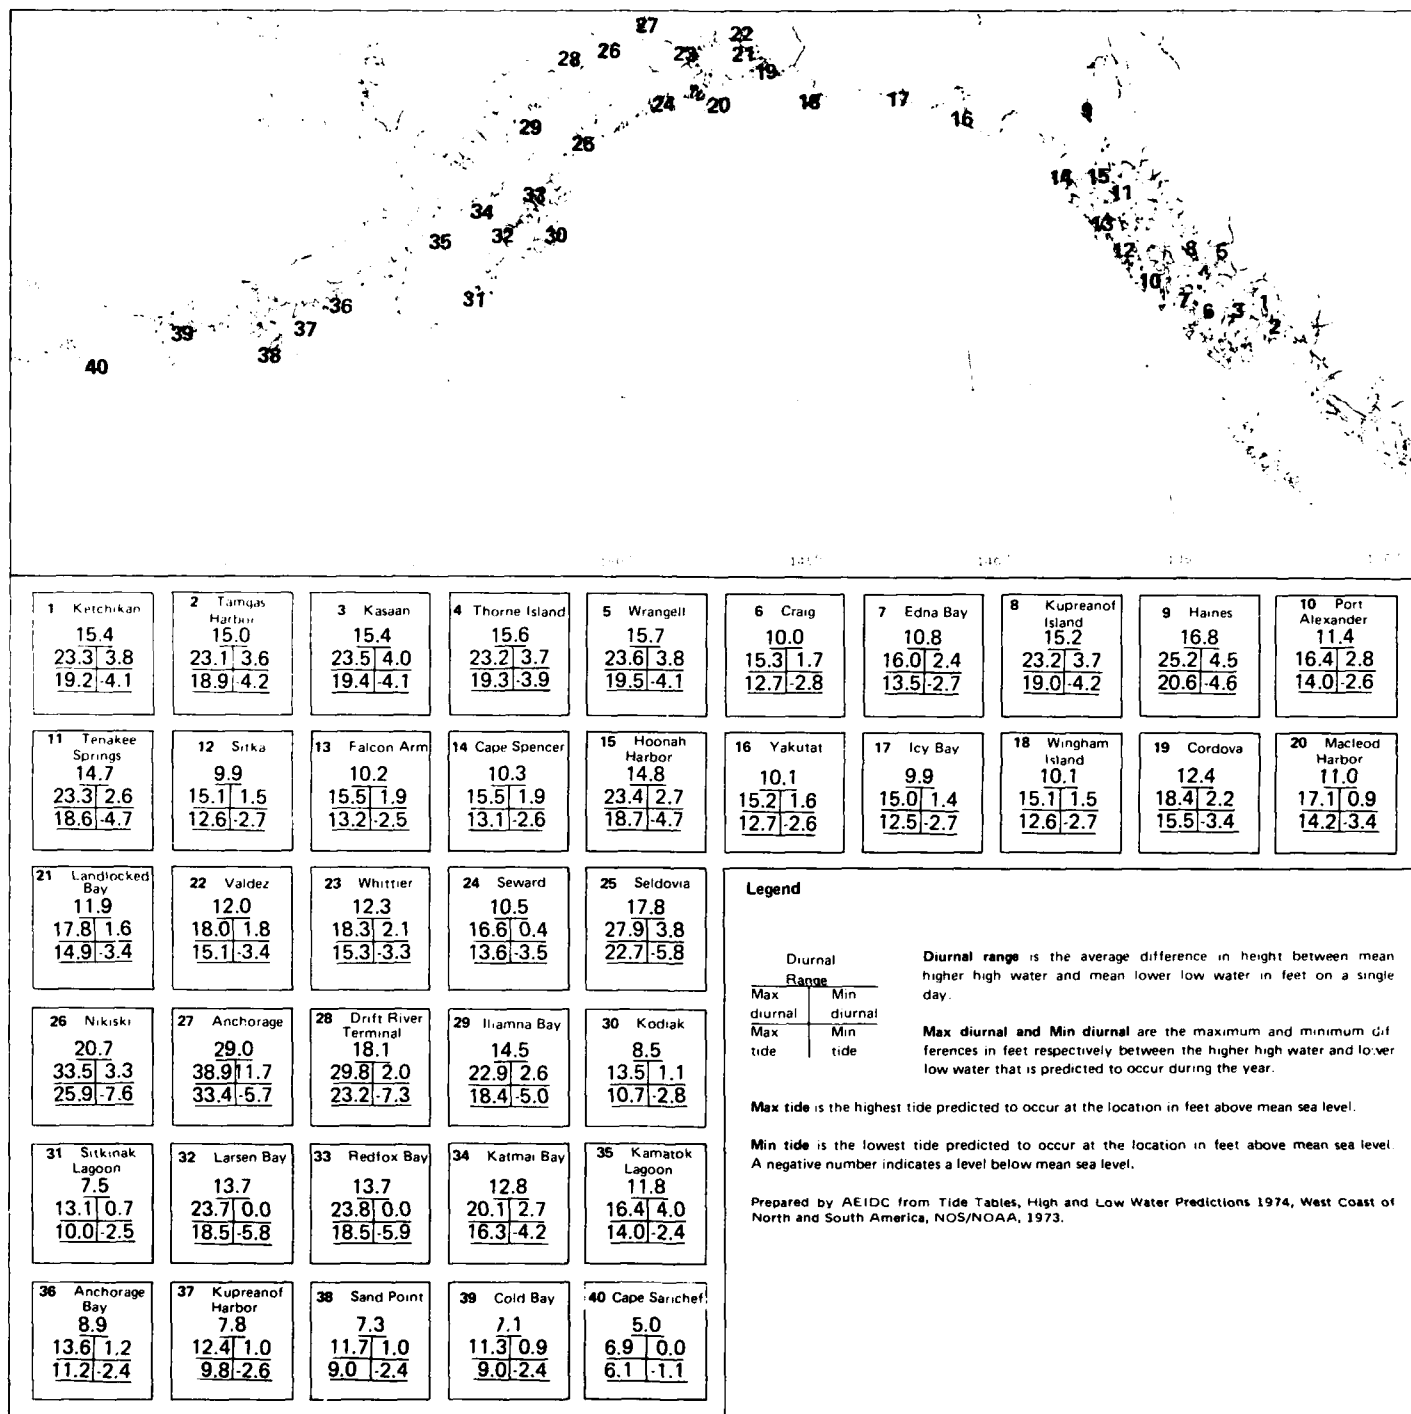 27
22
26
28
23
21
19
24
20
18
17
16
9
29
25
14
15
11
33
34
32
30
35
13
12
8
5
4
10
7
6
3
1
2
31
36
37
39
38
40
1 Ketchikan
15.4
23.3 3.8
19.2 -4.1
2 Tamgas
Harbor
15.0
23.1 3.6
18.9 -4.2
3 Kasaan
15.4
23.5 4.0
19.4 -4.1
4 Thorne Island
15.6
23.2 3.7
19.3 -3.9
5 Wrangell
15.7
23.6 3.8
19.5 -4.1
6 Craig
10.0
15.3 1.7
12.7 -2.8
7 Edna Bay
10.8
16.0 2.4
13.5 -2.7
8 Kupreanof
Island
15.2
23.2 3.7
19.0 -4.2
9 Haines
16.8
25.2 4.5
20.6 -4.6
10 Port
Alexander
11.4
16.4 2.8
14.0 -2.6
11 Tenakee
Springs
14.7
23.3 2.6
18.6 -4.7
12 Sitka
9.9
15.1 1.5
12.6 -2.7
13 Falcon Arm
10.2
15.5 1.9
13.2 -2.5
14 Cape Spencer
10.3
15.5 1.9
13.1 -2.6
15 Hoonah
Harbor
14.8
23.4 2.7
18.7 -4.7
16 Yakutat
10.1
15.2 1.6
12.7 -2.6
17 Icy Bay
9.9
15.0 1.4
12.5 -2.7
18 Wingham
Island
10.1
15.1 1.5
12.6 -2.7
19 Cordova
12.4
18.4 2.2
15.5 -3.4
20 Macleod
Harbor
11.0
17.1 0.9
14.2 -3.4
21 Landlocked
Bay
11.9
17.8 1.6
14.9 -3.4
22 Valdez
12.0
18.0 1.8
15.1 -3.4
23 Whittier
12.3
18.3 2.1
15.3 -3.3
24 Seward
10.5
16.6 0.4
13.6 -3.5
25 Seldovia
17.8
27.9 3.8
22.7 -5.8
26 Nikiski
20.7
33.5 3.3
25.9 -7.6
27 Anchorage
29.0
38.9 11.7
33.4 -5.7
28 Drift River
Terminal
18.1
29.8 2.0
23.2 -7.3
29 Iliamna Bay
14.5
22.9 2.6
18.4 -5.0
30 Kodiak
8.5
13.5 1.1
10.7 -2.8
31 Sitkinak
Lagoon
7.5
13.1 0.7
10.0 -2.5
32 Larsen Bay
13.7
23.7 0.0
18.5 -5.8
33 Redfox Bay
13.7
23.8 0.0
18.5 -5.9
34 Katmai Bay
12.8
20.1 2.7
16.3 -4.2
35 Kamatok
Lagoon
11.8
16.4 4.0
14.0 -2.4
36 Anchorage
Bay
8.9
13.6 1.2
11.2 -2.4
37 Kupreanof
Harbor
7.8
12.4 1.0
9.8 -2.6
38 Sand Point
7.3
11.7 1.0
9.0 -2.4
39 Cold Bay
7.1
11.3 0.9
9.0 -2.4
40 Cape Sarichef
5.0
6.9 0.0
6.1 -1.1
Legend
Diurnal
Range
Max Min
diurnal diurnal
Max Min
tide tide
Diurnal range is the average difference in height between mean
higher high water and mean lower low water in feet on a single
day.
Max diurnal and Min diurnal are the maximum and minimum dif
ferences in feet respectively between the higher high water and lower
low water that is predicted to occur during the year.
Max tide is the highest tide predicted to occur at the location in feet above mean sea level.
Min tide is the lowest tide predicted to occur at the location in feet above mean sea level.
A negative number indicates a level below mean sea level.
Prepared by AEIDC from Tide Tables, High and Low Water Predictions 1974, West Coast of
North and South America, NOS/NOAA, 1973.